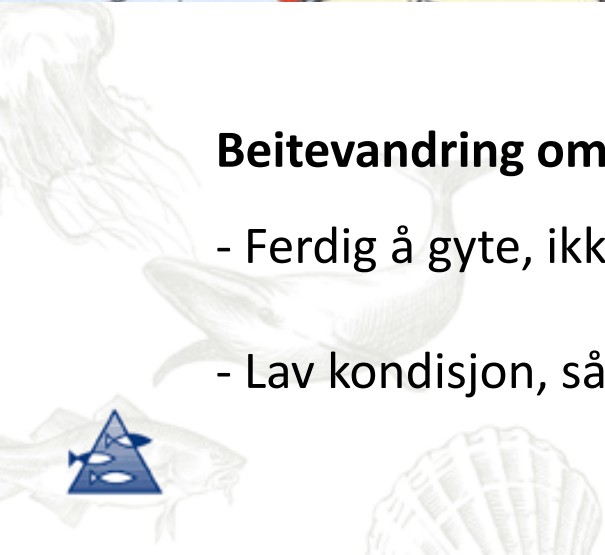 Beitevandring om
- Ferdig å gyte, ikk
- Lav kondisjon, så